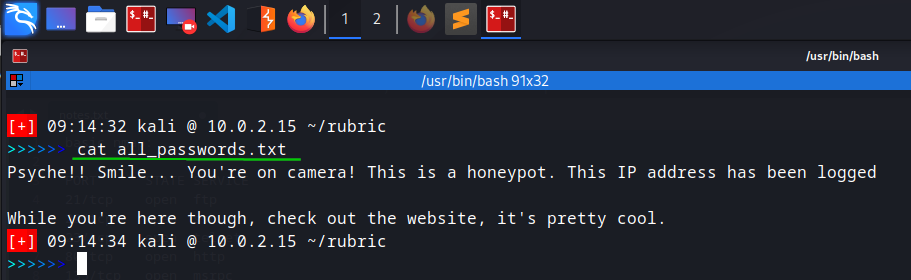 1 2
/usr/bin/bash
/usr/bin/bash 91x32
[+] 09:14:32 kali @ 10.0.2.15 ~/rubric
>>>>>> cat all_passwords.txt
Psyche!! Smile... You're on camera! This is a honeypot. This IP address has been logged
While you're here though, check out the website, it's pretty cool.
[+] 09:14:34 kali @ 10.0.2.15 ~/rubric
>>>>>>